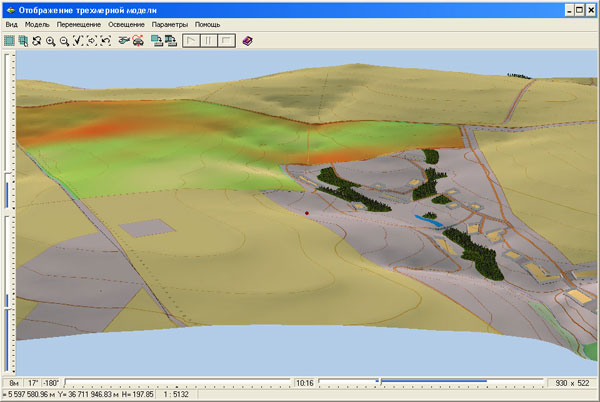 Отображение трехмерной модели
Вид Модель Перемещение Освещение Параметры Помощь
8м 17° -180° 10:16 930 x 522
= 5 597 580.96 м Y= 36 711 946.83 м H= 197.85 1 : 5132